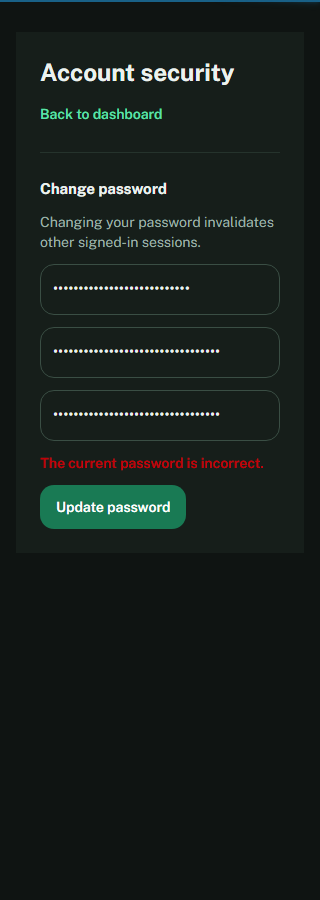 Account security
Back to dashboard
Change password
Changing your password invalidates
other signed-in sessions.
•••••••••••••••••••••••••••
•••••••••••••••••••••••••••••••••
•••••••••••••••••••••••••••••••••
The current password is incorrect.
Update password